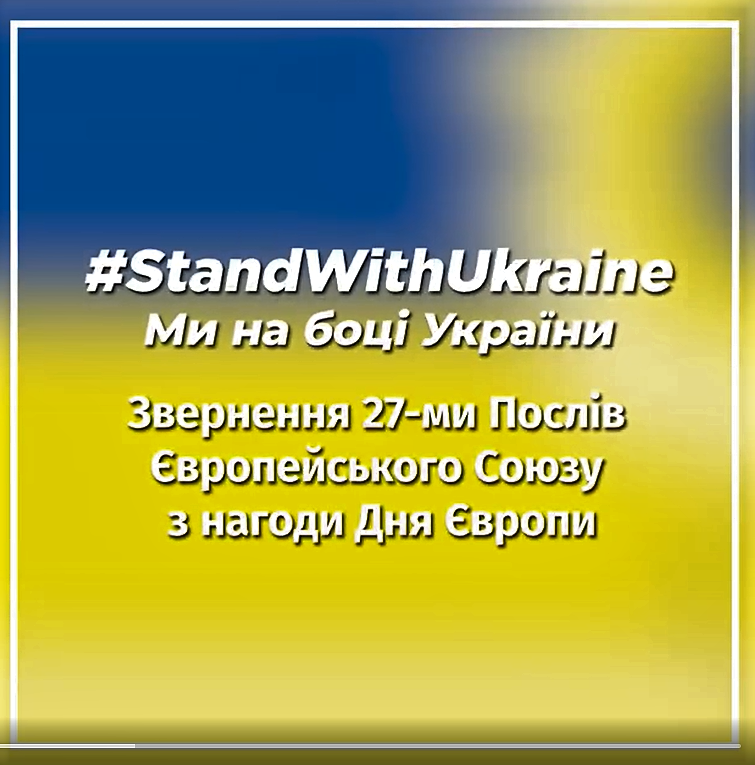 #StandWithUkraine
Ми на боці України
Звернення 27-ми Послів
Європейського Союзу
з нагоди Дня Європи